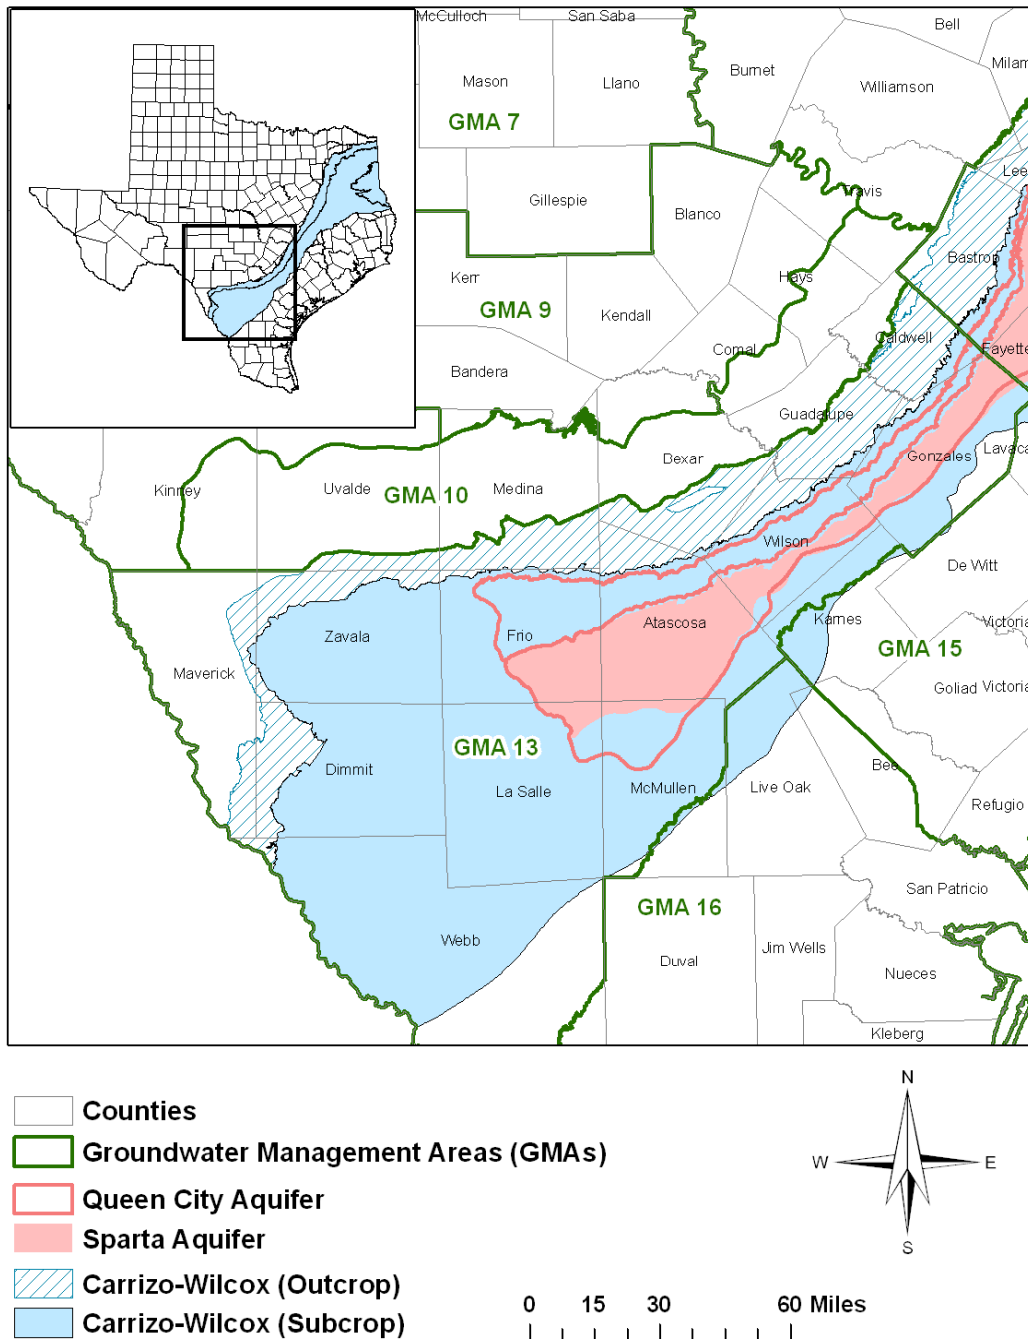 McCulloch
San Saba
Bell
Mason
Llano
Burnet
Milam
Williamson
GMA 7
Lee
Travis
Gillespie
Blanco
Bastrop
Kerr
Hays
GMA 9
Kendall
Caldwell
Comal
Fayette
Bandera
Guadalupe
Bexar
Gonzales
Lavaca
Kinney
Uvalde
GMA 10
Medina
Wilson
De Witt
Zavala
Frio
Atascosa
Karnes
Victoria
GMA 15
Maverick
Goliad
Victoria
GMA 13
Dimmit
La Salle
McMullen
Live Oak
Bee
Refugio
San Patricio
GMA 16
Webb
Duval
Jim Wells
Nueces
Kleberg
Counties
Groundwater Management Areas (GMAs)
Queen City Aquifer
Sparta Aquifer
Carrizo-Wilcox (Outcrop)
Carrizo-Wilcox (Subcrop)
N
W
E
S
0 15 30 60 Miles